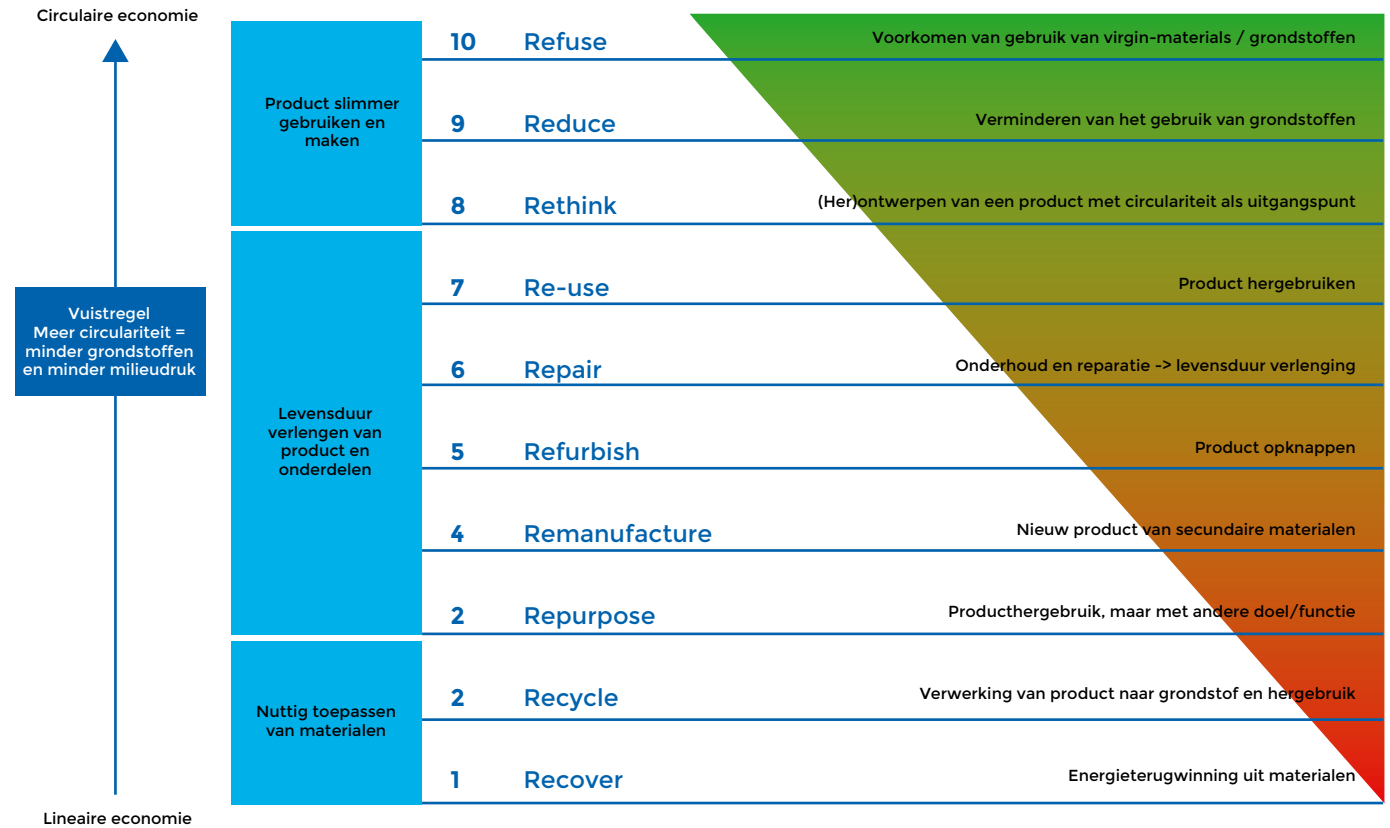 Circulaire economie
Vuistregel
Meer circulariteit =
minder grondstoffen
en minder milieudruk
Lineaire economie
Product slimmer
gebruiken en
maken
10 Refuse Voorkomen van gebruik van virgin-materials / grondstoffen
9 Reduce Verminderen van het gebruik van grondstoffen
8 Rethink (Her)ontwerpen van een product met circulariteit als uitgangspunt
Levensduur
verlengen van
product en
onderdelen
7 Re-use Product hergebruiken
6 Repair Onderhoud en reparatie -> levensduur verlenging
5 Refurbish Product opknappen
4 Remanufacture Nieuw product van secundaire materialen
2 Repurpose Producthergebruik, maar met andere doel/functie
Nuttig toepassen
van materialen
2 Recycle Verwerking van product naar grondstof en hergebruik
1 Recover Energieterugwinning uit materialen